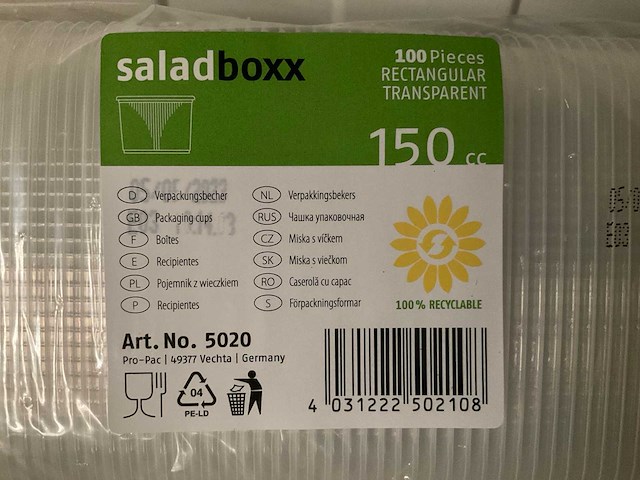 saladboxx
100 Pieces
RECTANGULAR
TRANSPARENT
150 cc
D Verpackungsbecher
GB Packaging cups
F Boîtes
E Recipientes
PL Pojemnik z wieczkiem
P Recipientes
NL Verpakkingsbekers
RUS Чашка упаковочная
CZ Miska s víčkem
SK Miska s viečkom
RO Caserolă cu capac
S Förpackningsformar
100 % RECYCLABLE
Art. No. 5020
Pro-Pac | 49377 Vechta | Germany
04
PE-LD
4 031222 502108